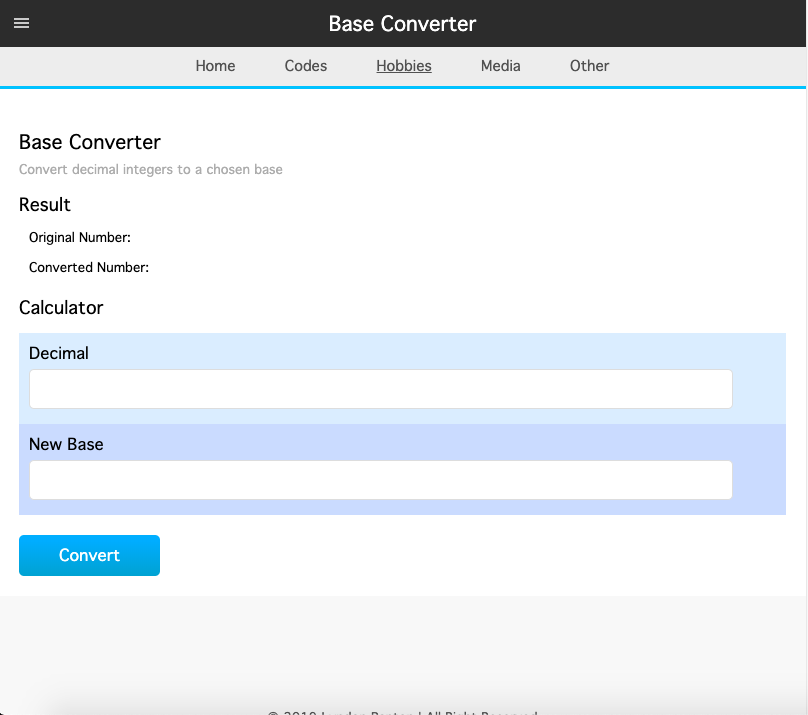 Base Converter
Home Codes Hobbies Media Other
Base Converter
Convert decimal integers to a chosen base
Result
Original Number:
Converted Number:
Calculator
Decimal
New Base
Convert